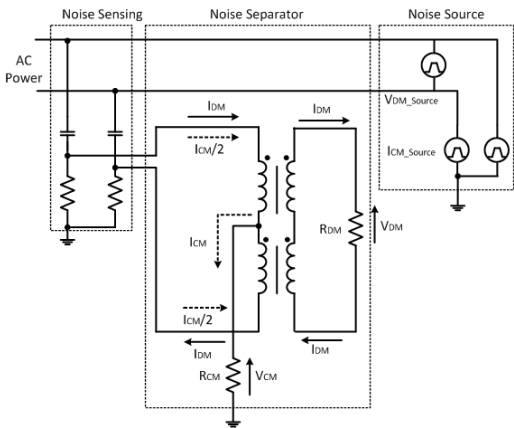 Noise Sensing
Noise Separator
Noise Source
AC
Power
IDM
IDM
VDM_Source
ICM/2
ICM_Source
ICM
RDM
VDM
ICM/2
IDM
IDM
RCM
VCM